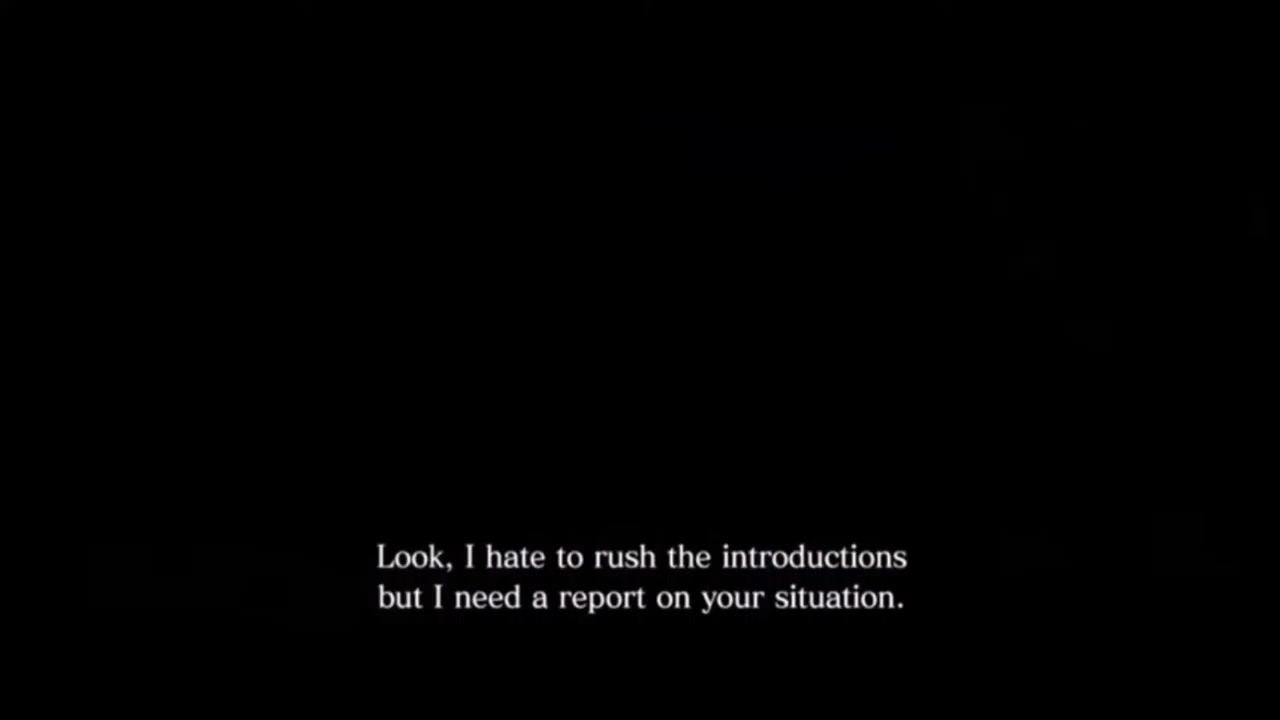 Look, I hate to rush the introductions
but I need a report on your situation.